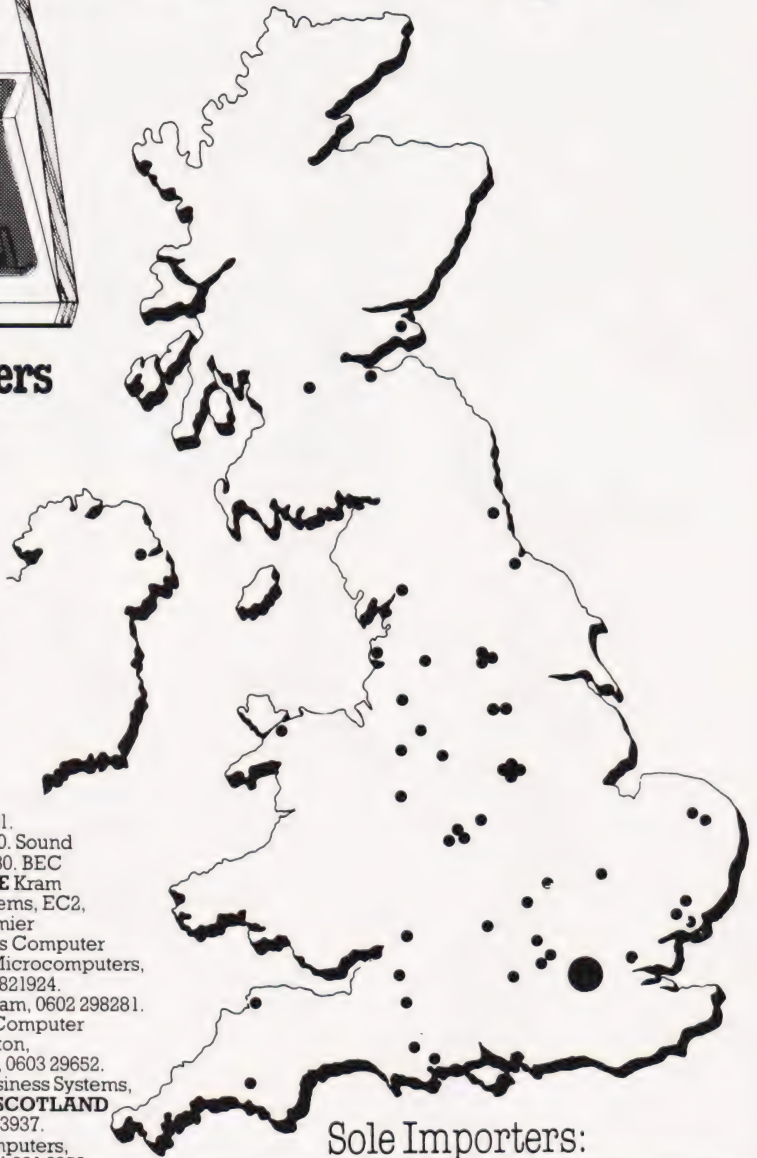 ers
1.
0. Sound
30. BEC
E Kram
ems, EC2,
mier
s Computer
Microcomputers,
821924.
am, 0602 298281.
Computer
ton,
, 0603 29652.
siness Systems,
SCOTLAND
3937.
nputers,
Sole Importers: